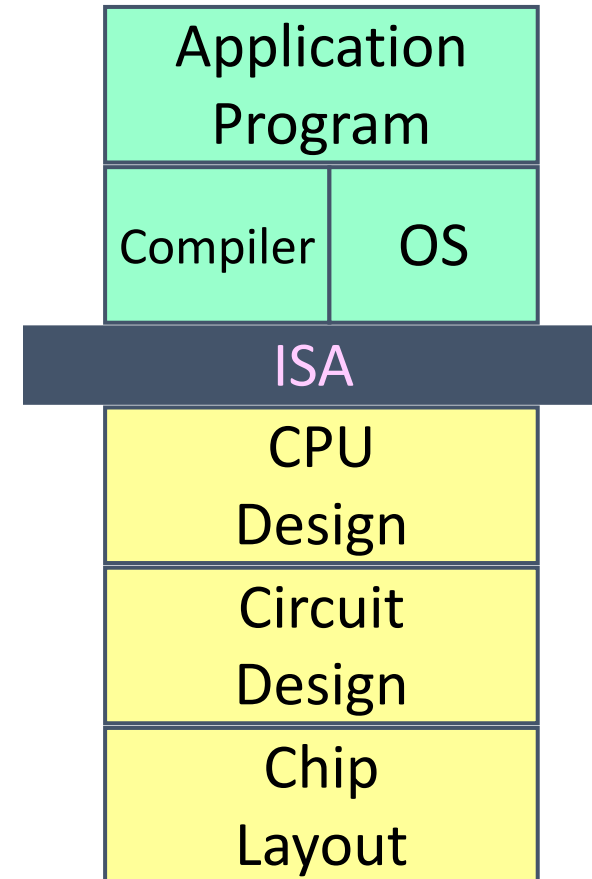 Application
Program
Compiler OS
ISA
CPU
Design
Circuit
Design
Chip
Layout